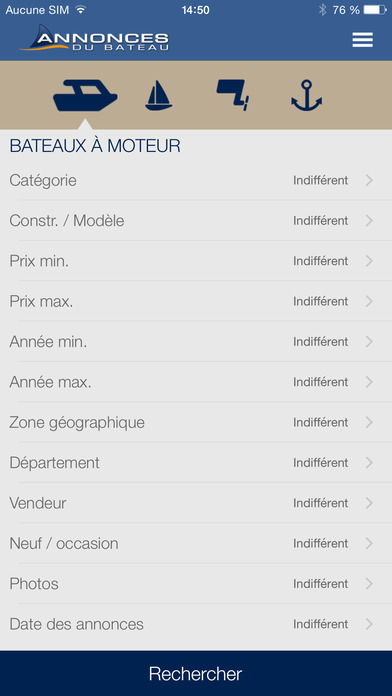 Aucune SIM 14:50 76 %
ANNONCES
DU BATEAU
BATEAUX À MOTEUR
Catégorie Indifférent
Constr. / Modèle Indifférent
Prix min. Indifférent
Prix max. Indifférent
Année min. Indifférent
Année max. Indifférent
Zone géographique Indifférent
Département Indifférent
Vendeur Indifférent
Neuf / occasion Indifférent
Photos Indifférent
Date des annonces Indifférent
Rechercher